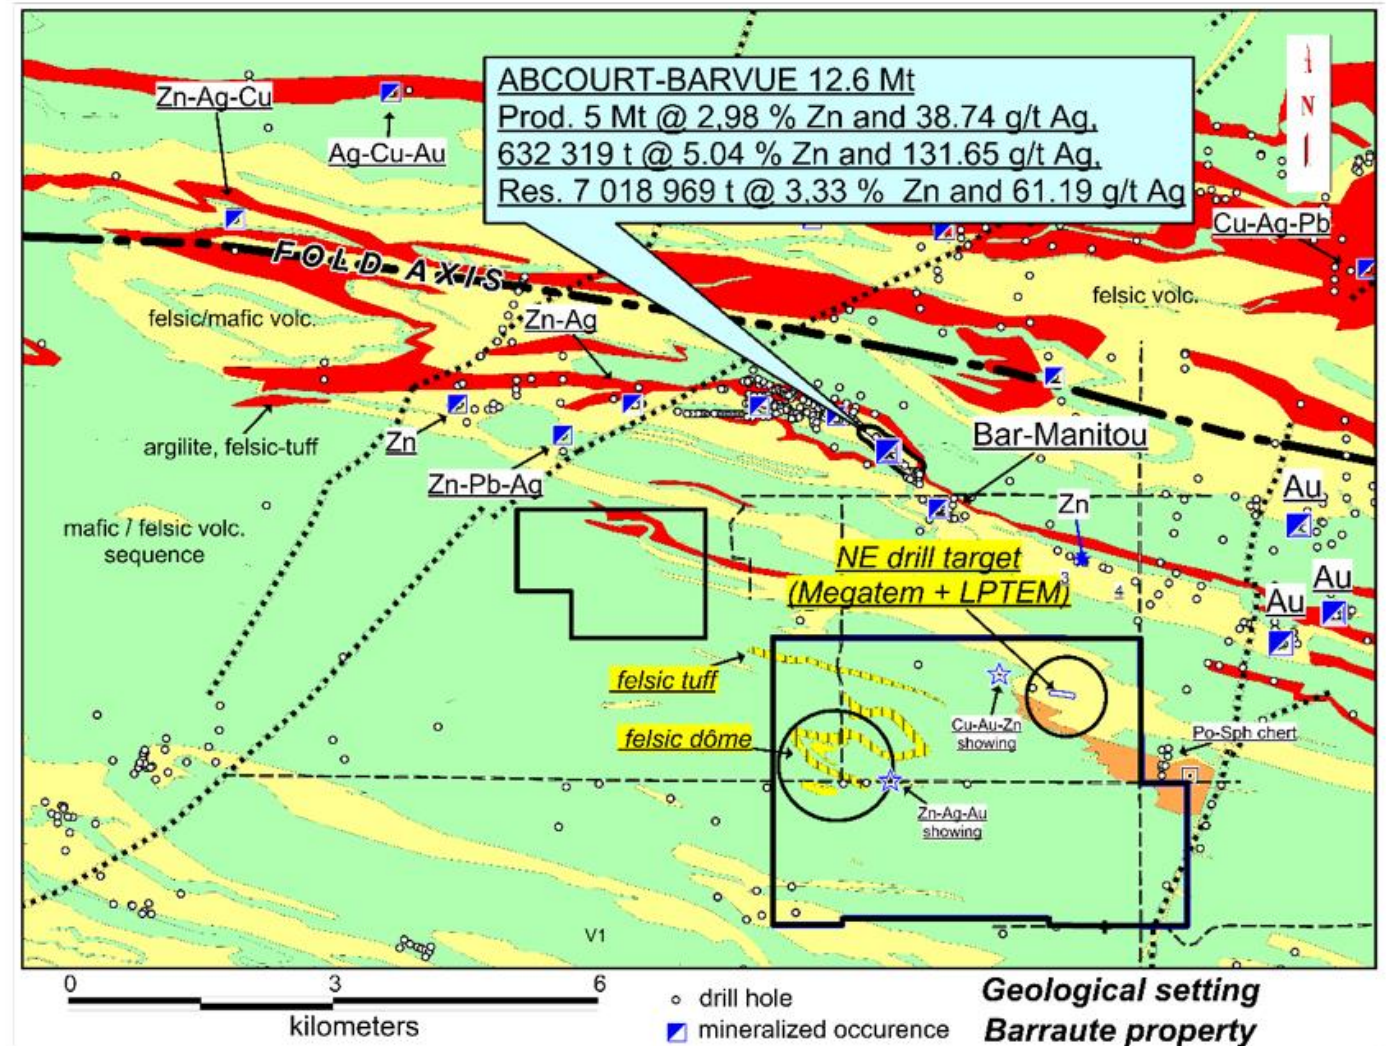 ABCOURT-BARVUE 12.6 Mt
Prod. 5 Mt @ 2,98 % Zn and 38.74 g/t Ag,
632 319 t @ 5.04 % Zn and 131.65 g/t Ag,
Res. 7 018 969 t @ 3,33 % Zn and 61.19 g/t Ag
N
Zn-Ag-Cu
Ag-Cu-Au
Cu-Ag-Pb
FOLD AXIS
felsic volc.
felsic/mafic volc.
Zn-Ag
argilite, felsic-tuff
Zn
Bar-Manitou
Zn-Pb-Ag
Au
Zn
mafic / felsic volc.
sequence
NE drill target
(Megatem + LPTEM)
3
4
Au
Au
felsic tuff
Cu-Au-Zn
showing
felsic dôme
Po-Sph chert
Zn-Ag-Au
showing
V1
0 3 6
kilometers
drill hole
mineralized occurence
Geological setting
Barraute property